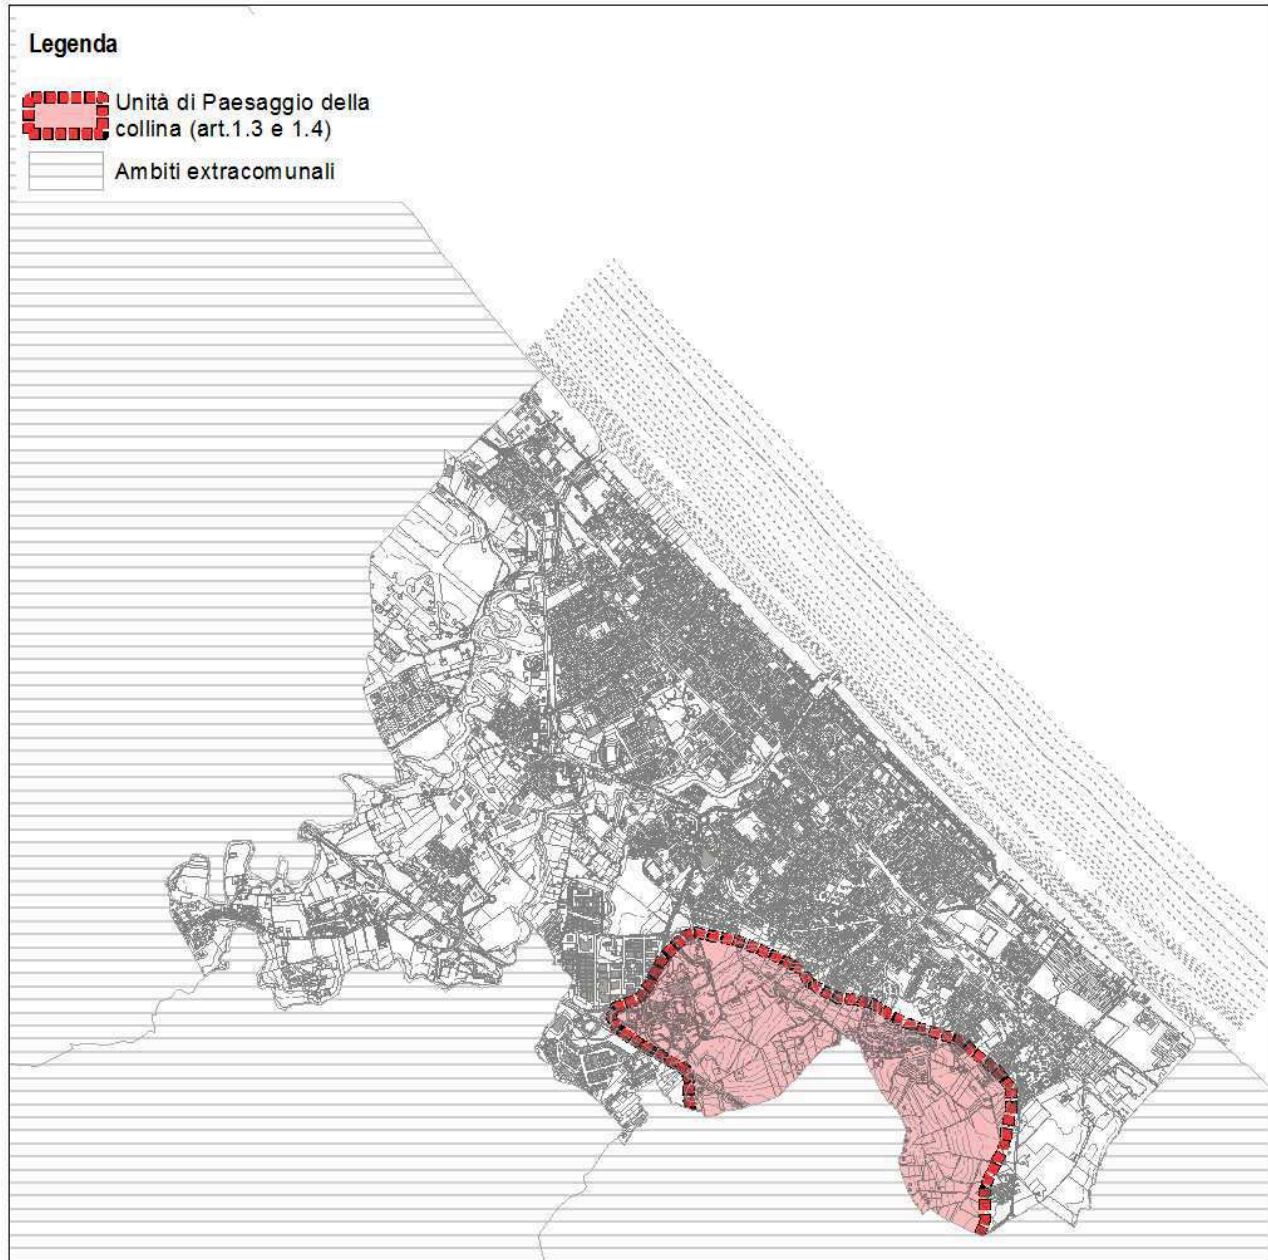 Legenda
Unità di Paesaggio della
collina (art.1.3 e 1.4)
Ambiti extracomunali